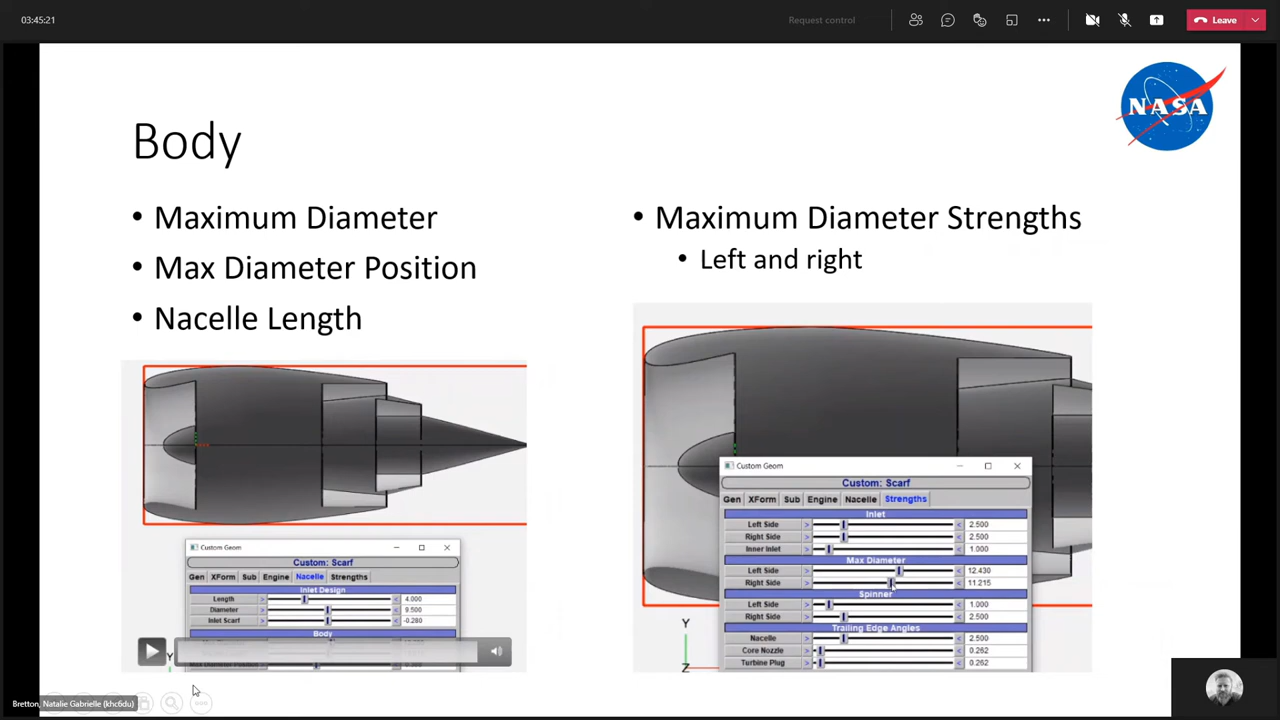 03:45:21
Request control
Leave
NASA
Body
• Maximum Diameter
• Max Diameter Position
• Nacelle Length
• Maximum Diameter Strengths
• Left and right
Custom Geom
Custom: Scarf
Gen XForm Sub Engine Nacelle Strengths
Inlet Design
Length > < 4.000
Diameter > < 9.500
Inlet Scarf > < -0.280
Body
Max Diameter Position
Y
Custom Geom
Custom: Scarf
Gen XForm Sub Engine Nacelle Strengths
Inlet
Left Side > < 2.500
Right Side > < 2.500
Inner Inlet > < 1.000
Max Diameter
Left Side > < 12.430
Right Side > < 11.215
Spinner
Left Side > < 1.000
Right Side > < 2.500
Trailing Edge Angles
Nacelle > < 2.500
Core Nozzle > < 0.262
Turbine Plug > < 0.262
Y
Z
Bretton, Natalie Gabrielle (khc6du)